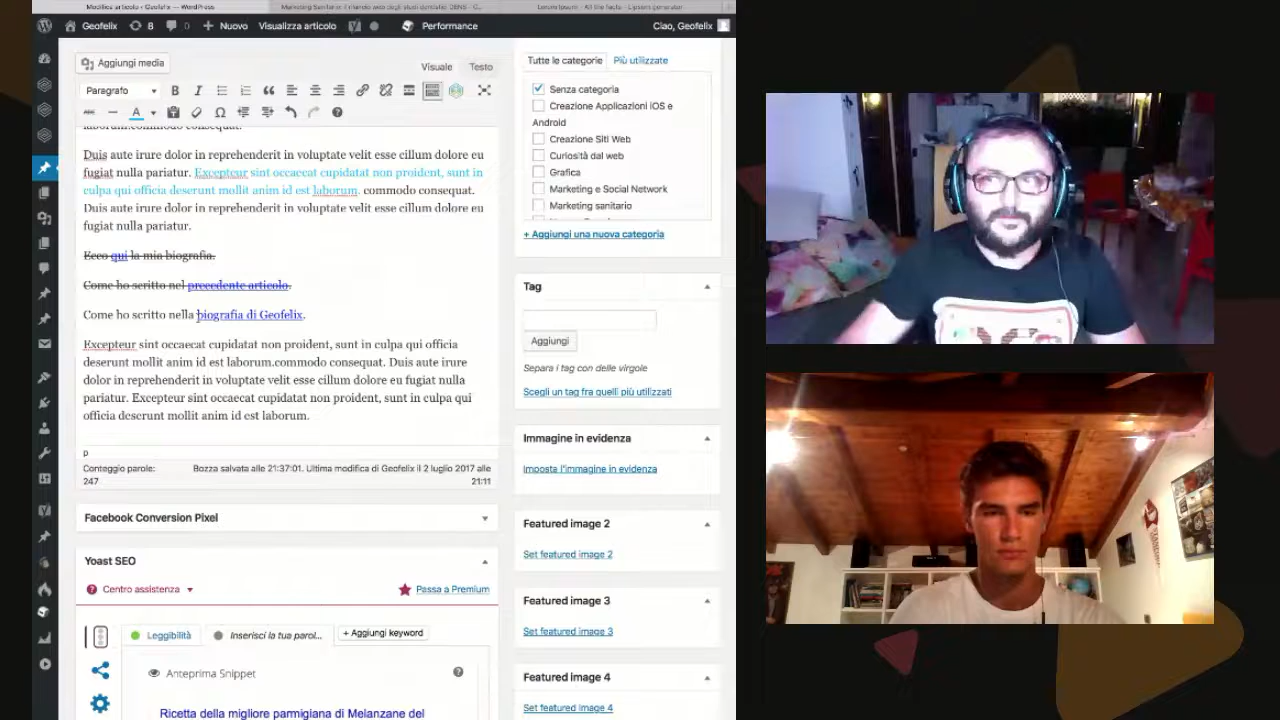 Modifica articolo ‹ Geofelix — WordPress
Geofelix 8 0 Nuovo Visualizza articolo Performance Ciao, Geofelix
Aggiungi media
Visuale Testo
Paragrafo
laborum.commodo consequat.
Duis aute irure dolor in reprehenderit in voluptate velit esse cillum dolore eu
fugiat nulla pariatur. Excepteur sint occaecat cupidatat non proident, sunt in
culpa qui officia deserunt mollit anim id est laborum. commodo consequat.
Duis aute irure dolor in reprehenderit in voluptate velit esse cillum dolore eu
fugiat nulla pariatur.
Ecco qui la mia biografia.
Come ho scritto nel precedente articolo.
Come ho scritto nella biografia di Geofelix.
Excepteur sint occaecat cupidatat non proident, sunt in culpa qui officia
deserunt mollit anim id est laborum.commodo consequat. Duis aute irure
dolor in reprehenderit in voluptate velit esse cillum dolore eu fugiat nulla
pariatur. Excepteur sint occaecat cupidatat non proident, sunt in culpa qui
officia deserunt mollit anim id est laborum.
p
Conteggio parole: Bozza salvata alle 21:37:01. Ultima modifica di Geofelix il 2 luglio 2017 alle
247 21:11
Facebook Conversion Pixel
Yoast SEO
Centro assistenza Passa a Premium
Leggibilità Inserisci la tua parol... + Aggiungi keyword
Anteprima Snippet
Ricetta della migliore parmigiana di Melanzane del
Tutte le categorie Più utilizzate
Senza categoria
Creazione Applicazioni iOS e
Android
Creazione Siti Web
Curiosità dal web
Grafica
Marketing e Social Network
Marketing sanitario
+ Aggiungi una nuova categoria
Tag
Aggiungi
Separa i tag con delle virgole
Scegli un tag fra quelli più utilizzati
Immagine in evidenza
Imposta l'immagine in evidenza
Featured image 2
Set featured image 2
Featured image 3
Set featured image 3
Featured image 4
Set featured image 4